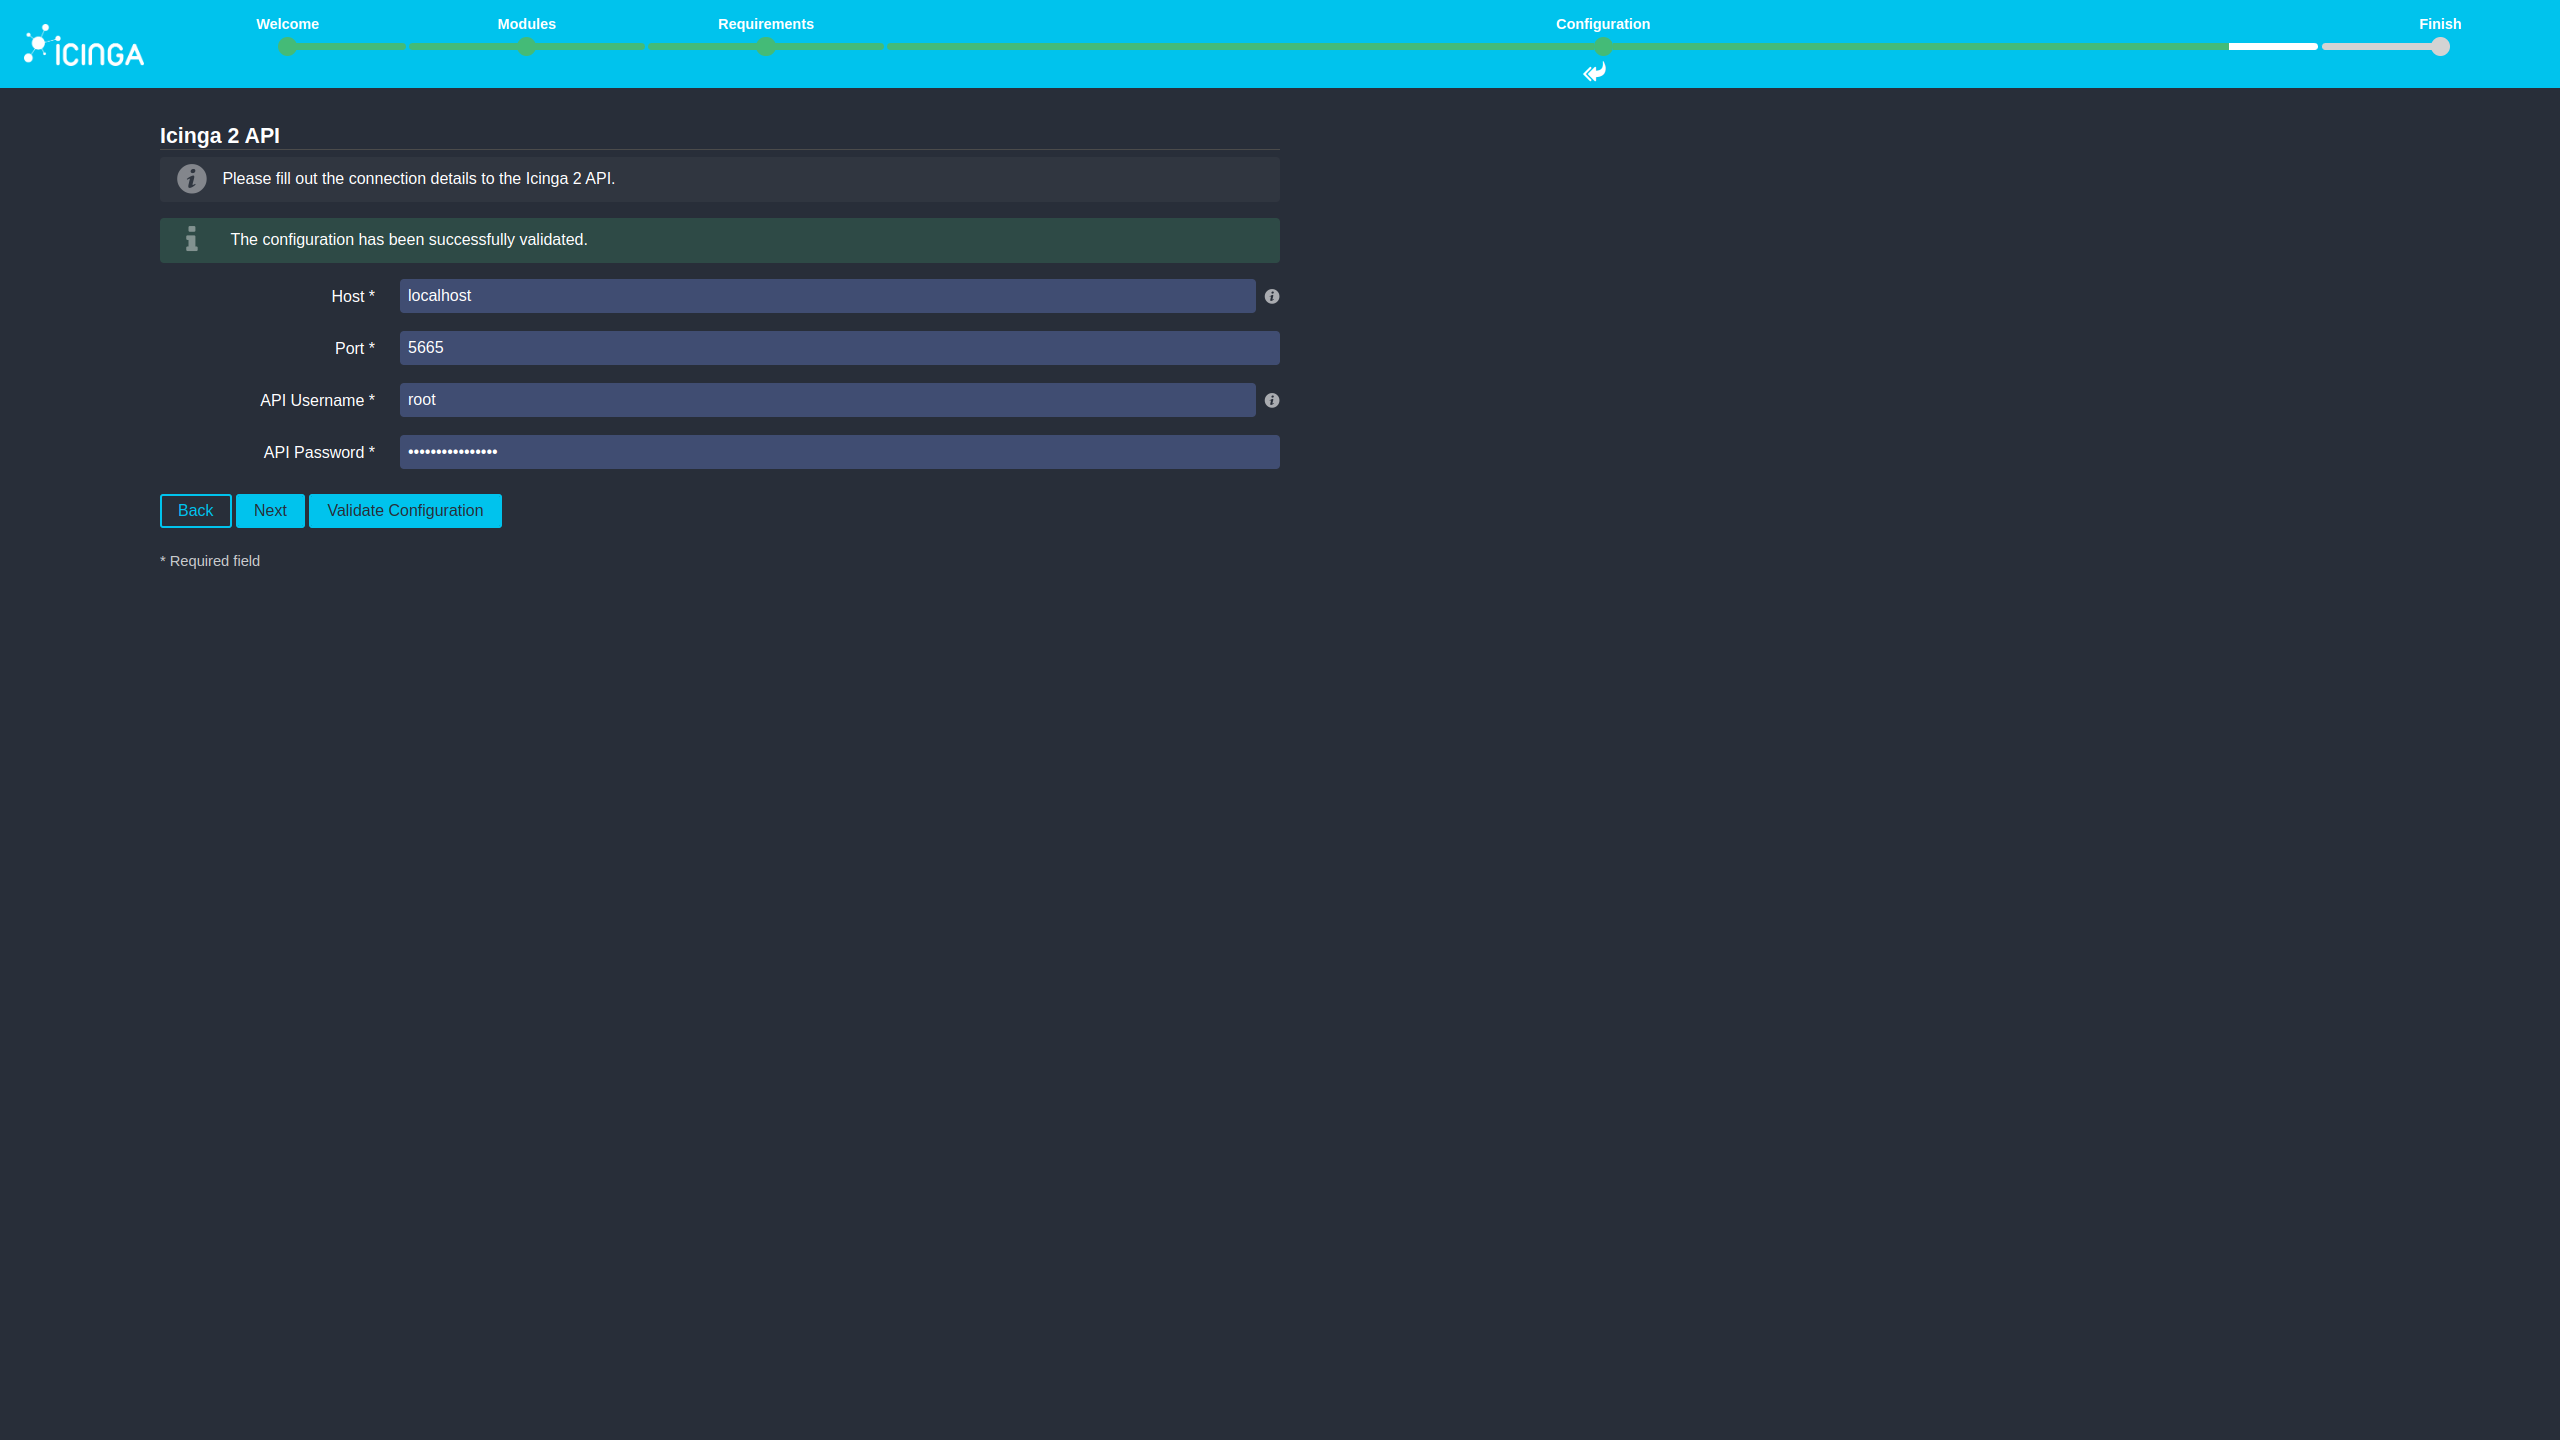 ICINGA
Welcome
Modules
Requirements
Configuration
Finish
Icinga 2 API
Please fill out the connection details to the Icinga 2 API.
The configuration has been successfully validated.
Host *
localhost
Port *
5665
API Username *
root
API Password *
••••••••••••••••
Back
Next
Validate Configuration
* Required field